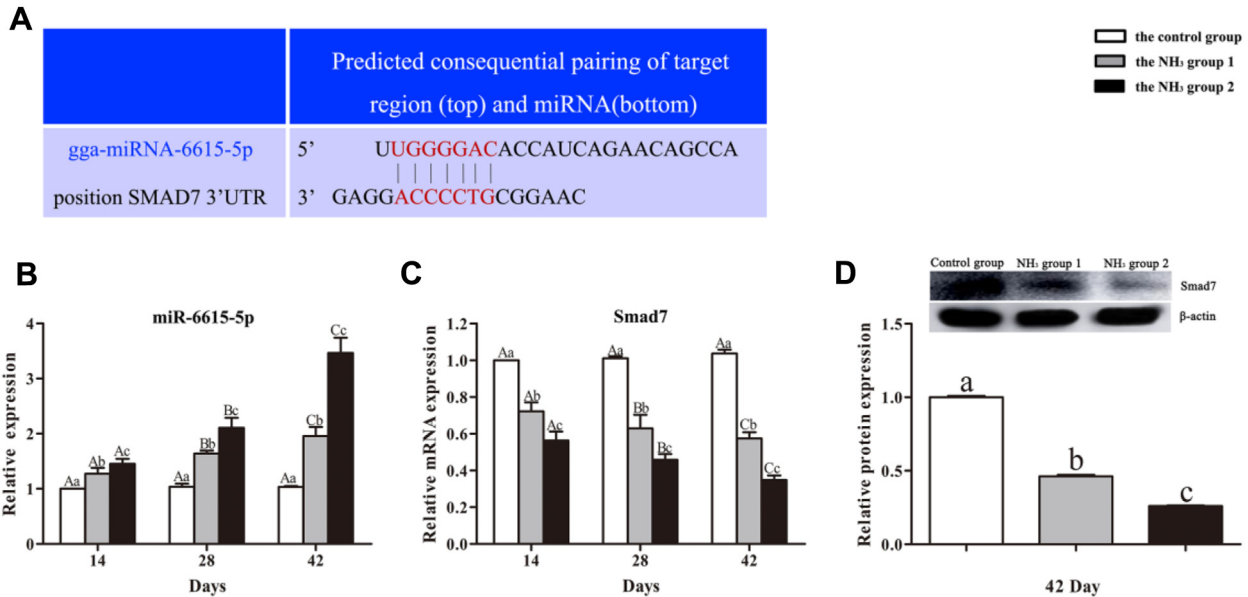 A
Predicted consequential pairing of target
region (top) and miRNA(bottom)
gga-miRNA-6615-5p 5’ UUGGGGACACCAUCAGAACAGCCA
position SMAD7 3’UTR 3’ GAGGACCCCTGCGGAAC
the control group
the NH₃ group 1
the NH₃ group 2
B
miR-6615-5p
Relative expression
4
3
2
1
0
Aa Ab Ac
Aa Bb Bc
Aa Cb Cc
14 28 42
Days
C
Smad7
Relative mRNA expression
1.2
1.0
0.8
0.6
0.4
0.2
0.0
Aa Ab Ac
Aa Bb Bc
Aa Cb Cc
14 28 42
Days
D
Control group NH₃ group 1 NH₃ group 2
Smad7
β-actin
Relative protein expression
1.5
1.0
0.5
0.0
a b c
42 Day